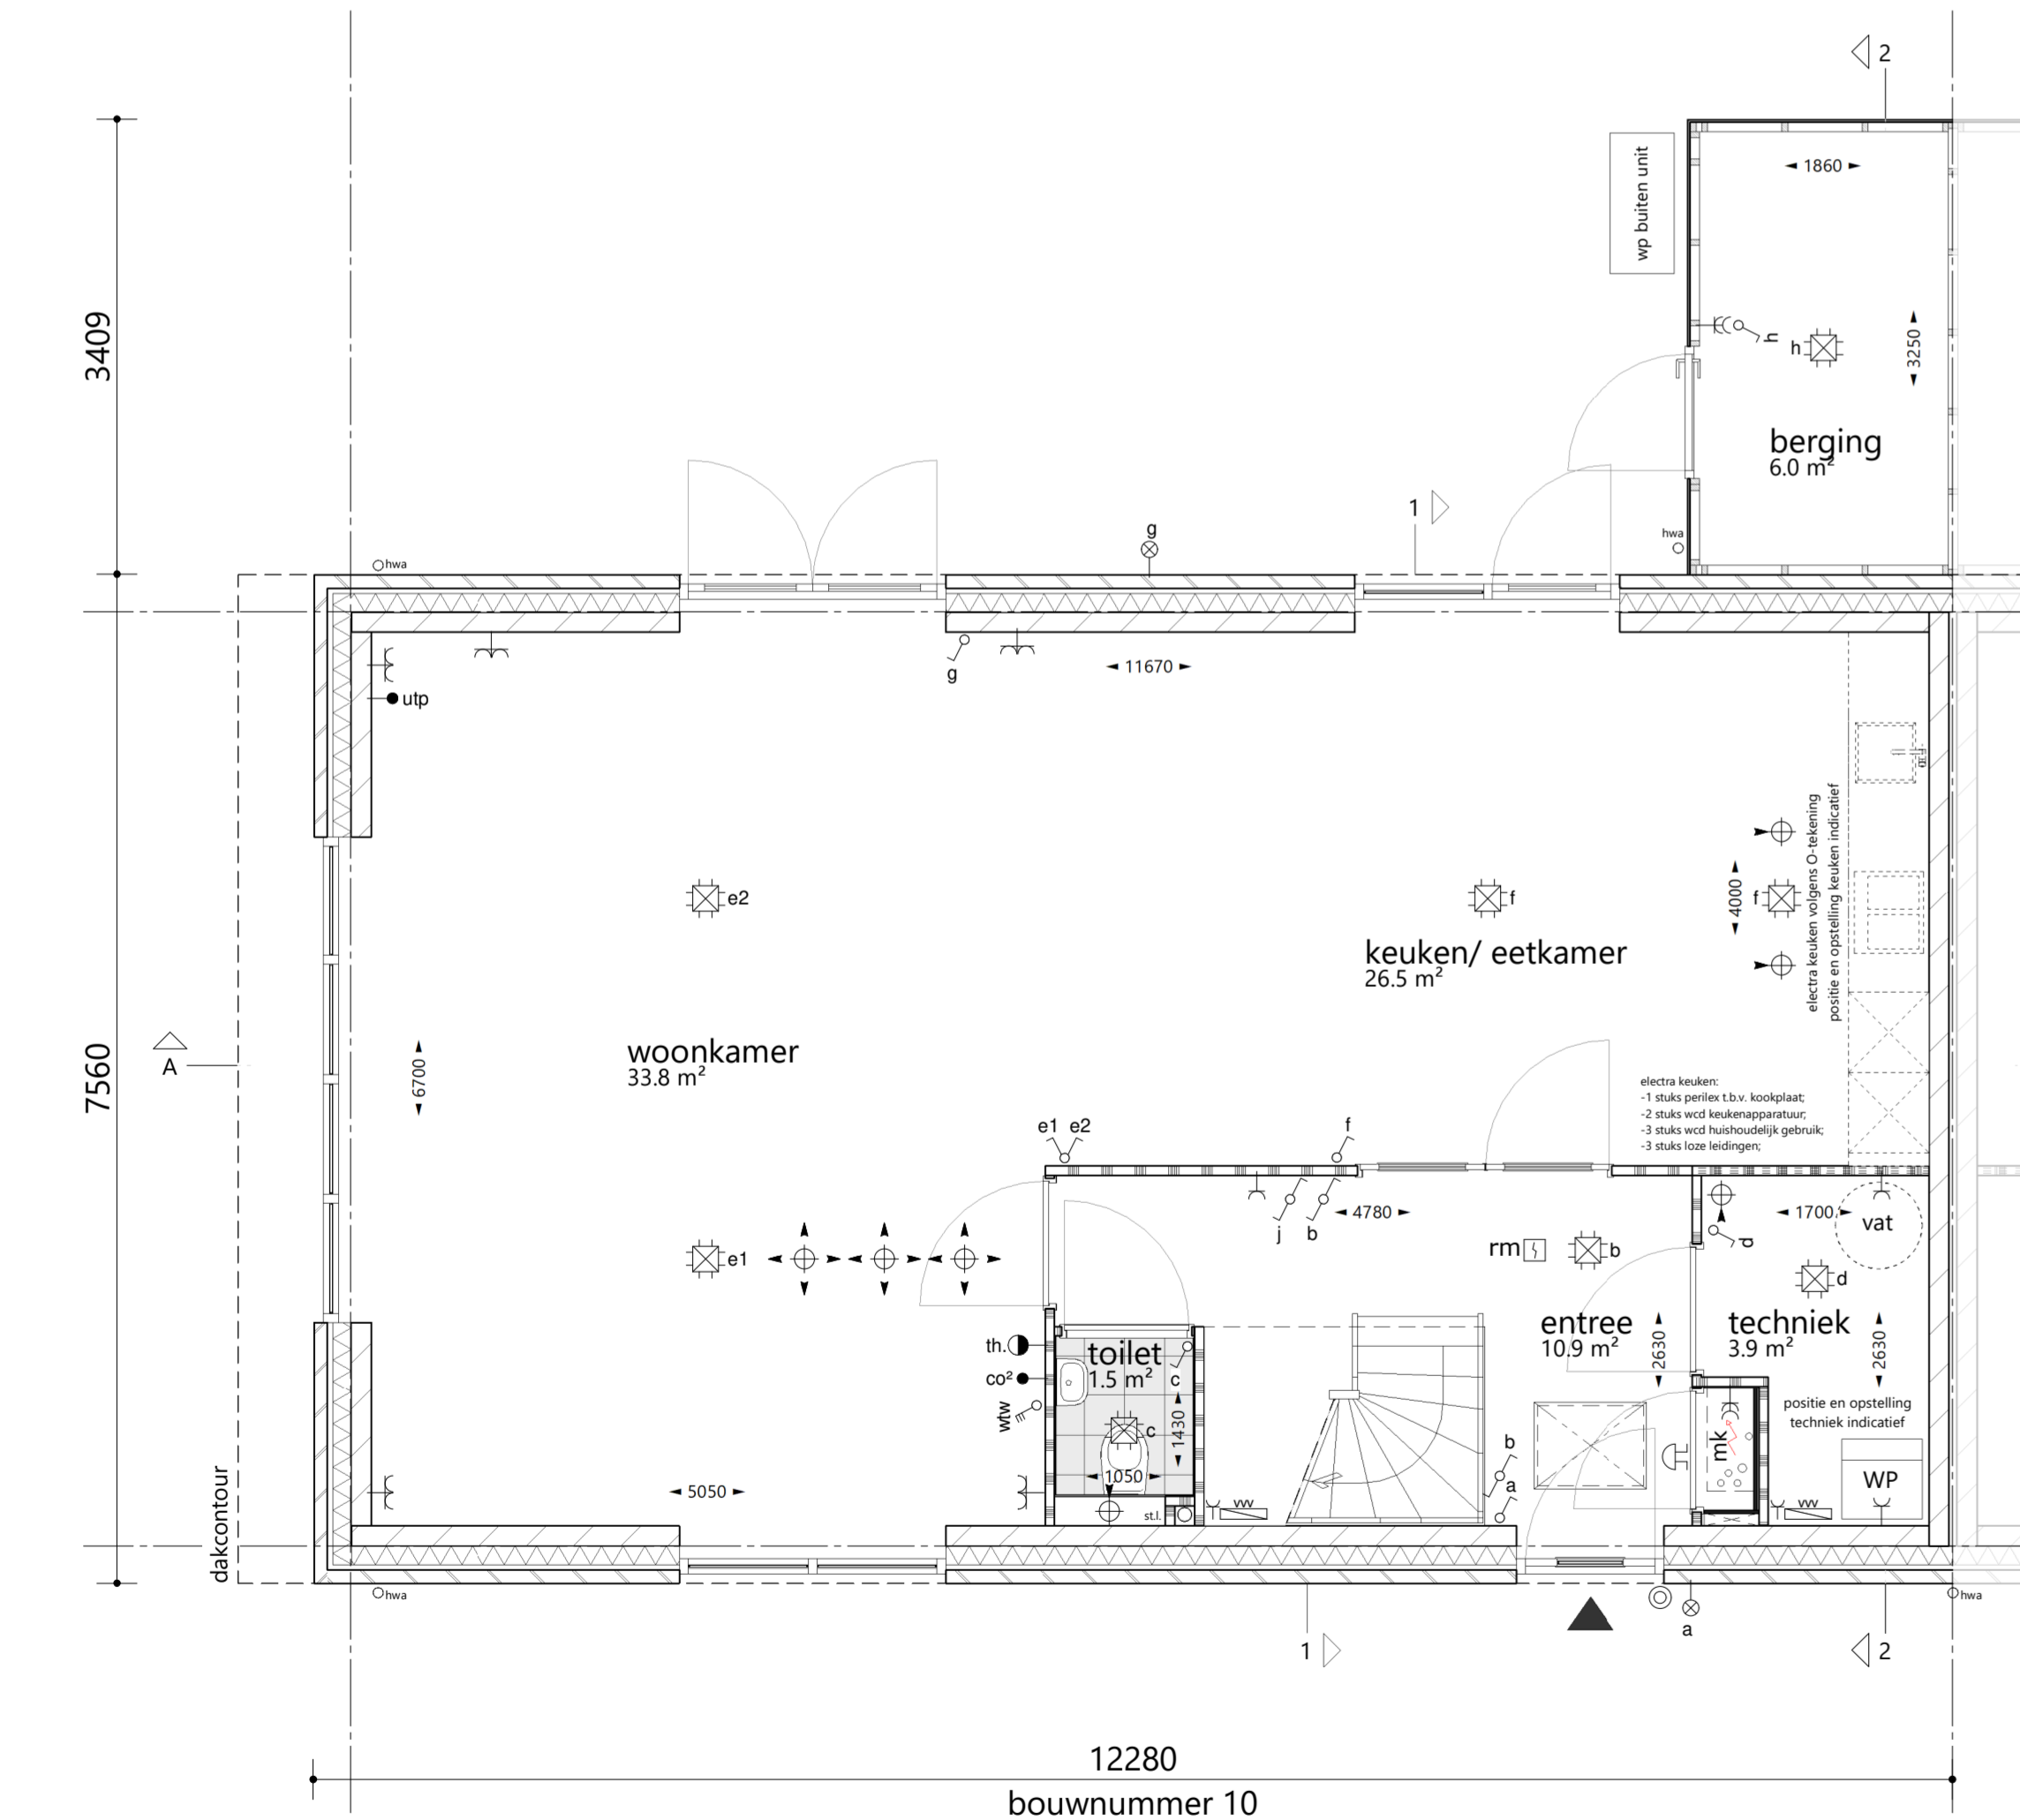 2
wp buiten unit
1860
3409
h
h
3250
berging
6.0 m²
1
g
hwa
hwa
g
11670
utp
e2
f
f
4000
electra keuken volgens O-tekening
positie en opstelling keuken indicatief
keuken/ eetkamer
26.5 m²
woonkamer
33.8 m²
7560
A
6700
electra keuken:
-1 stuks perilex t.b.v. kookplaat;
-2 stuks wcd keukenapparatuur;
-3 stuks wcd huishoudelijk gebruik;
-3 stuks loze leidingen;
e1 e2
f
j
b
4780
1700
vat
d
rm
b
e1
d
entree
10.9 m²
2630
techniek
3.9 m²
2630
th.
toilet
1.5 m²
c
co²
wtw
c
1430
1050
positie en opstelling
techniek indicatief
mk
WP
b
a
5050
st.l.
dakcontour
hwa
hwa
a
1
2
12280
bouwnummer 10